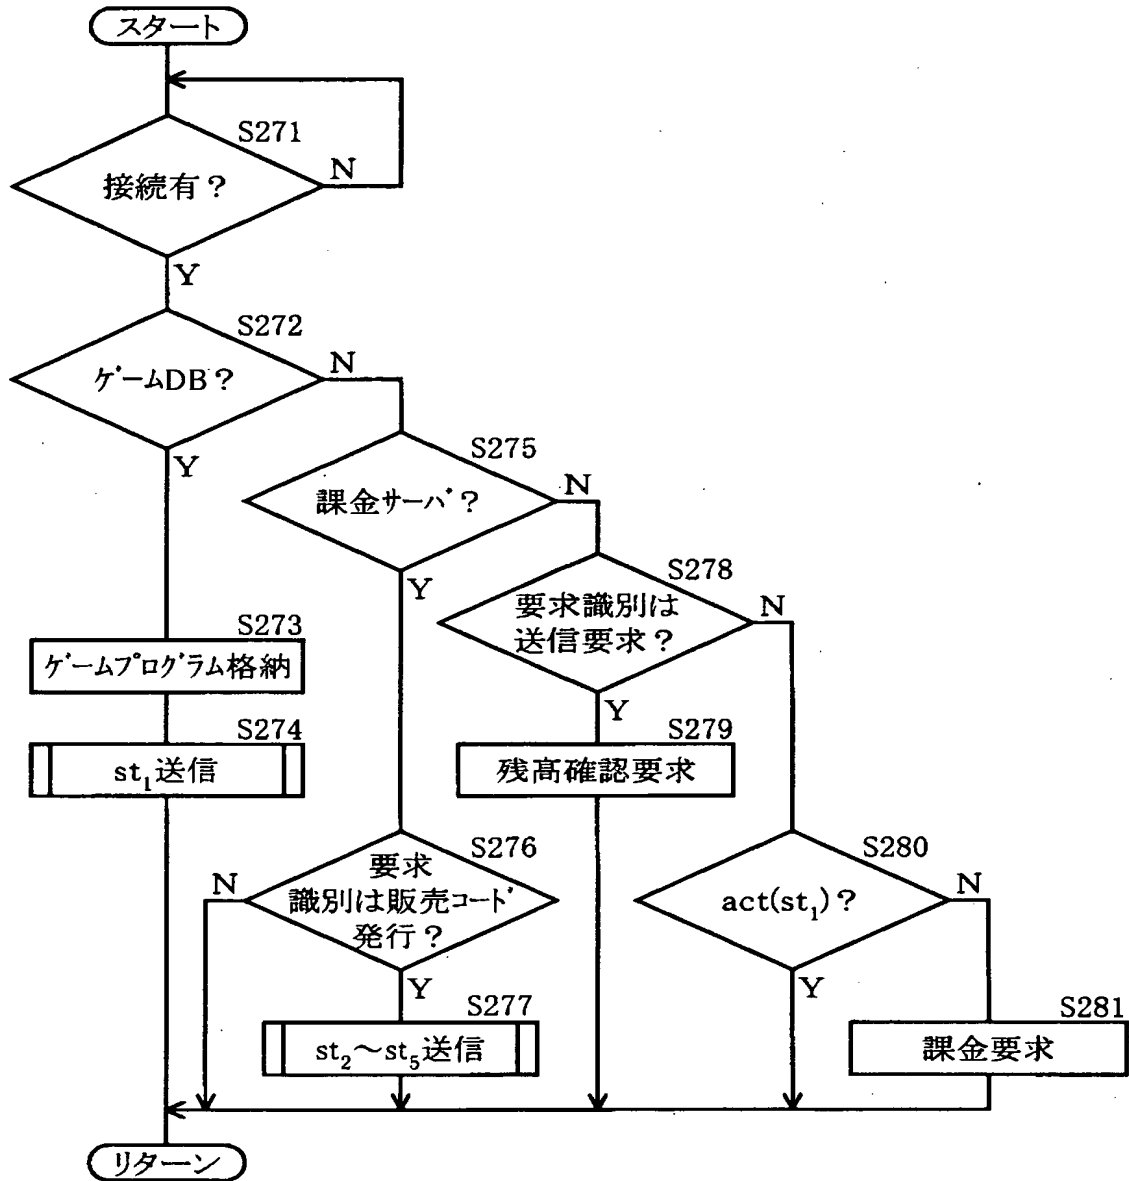 スタート
S271
接続有？
N
Y
S272
ゲームDB？
N
Y
S275
課金サーバ？
N
Y
S278
要求識別は
送信要求？
N
Y
S273
ゲームプログラム格納
S274
st₁送信
S279
残高確認要求
S276
要求
識別は販売コード
発行？
N
Y
S280
act(st₁)？
N
Y
S277
st₂～st₅送信
S281
課金要求
リターン